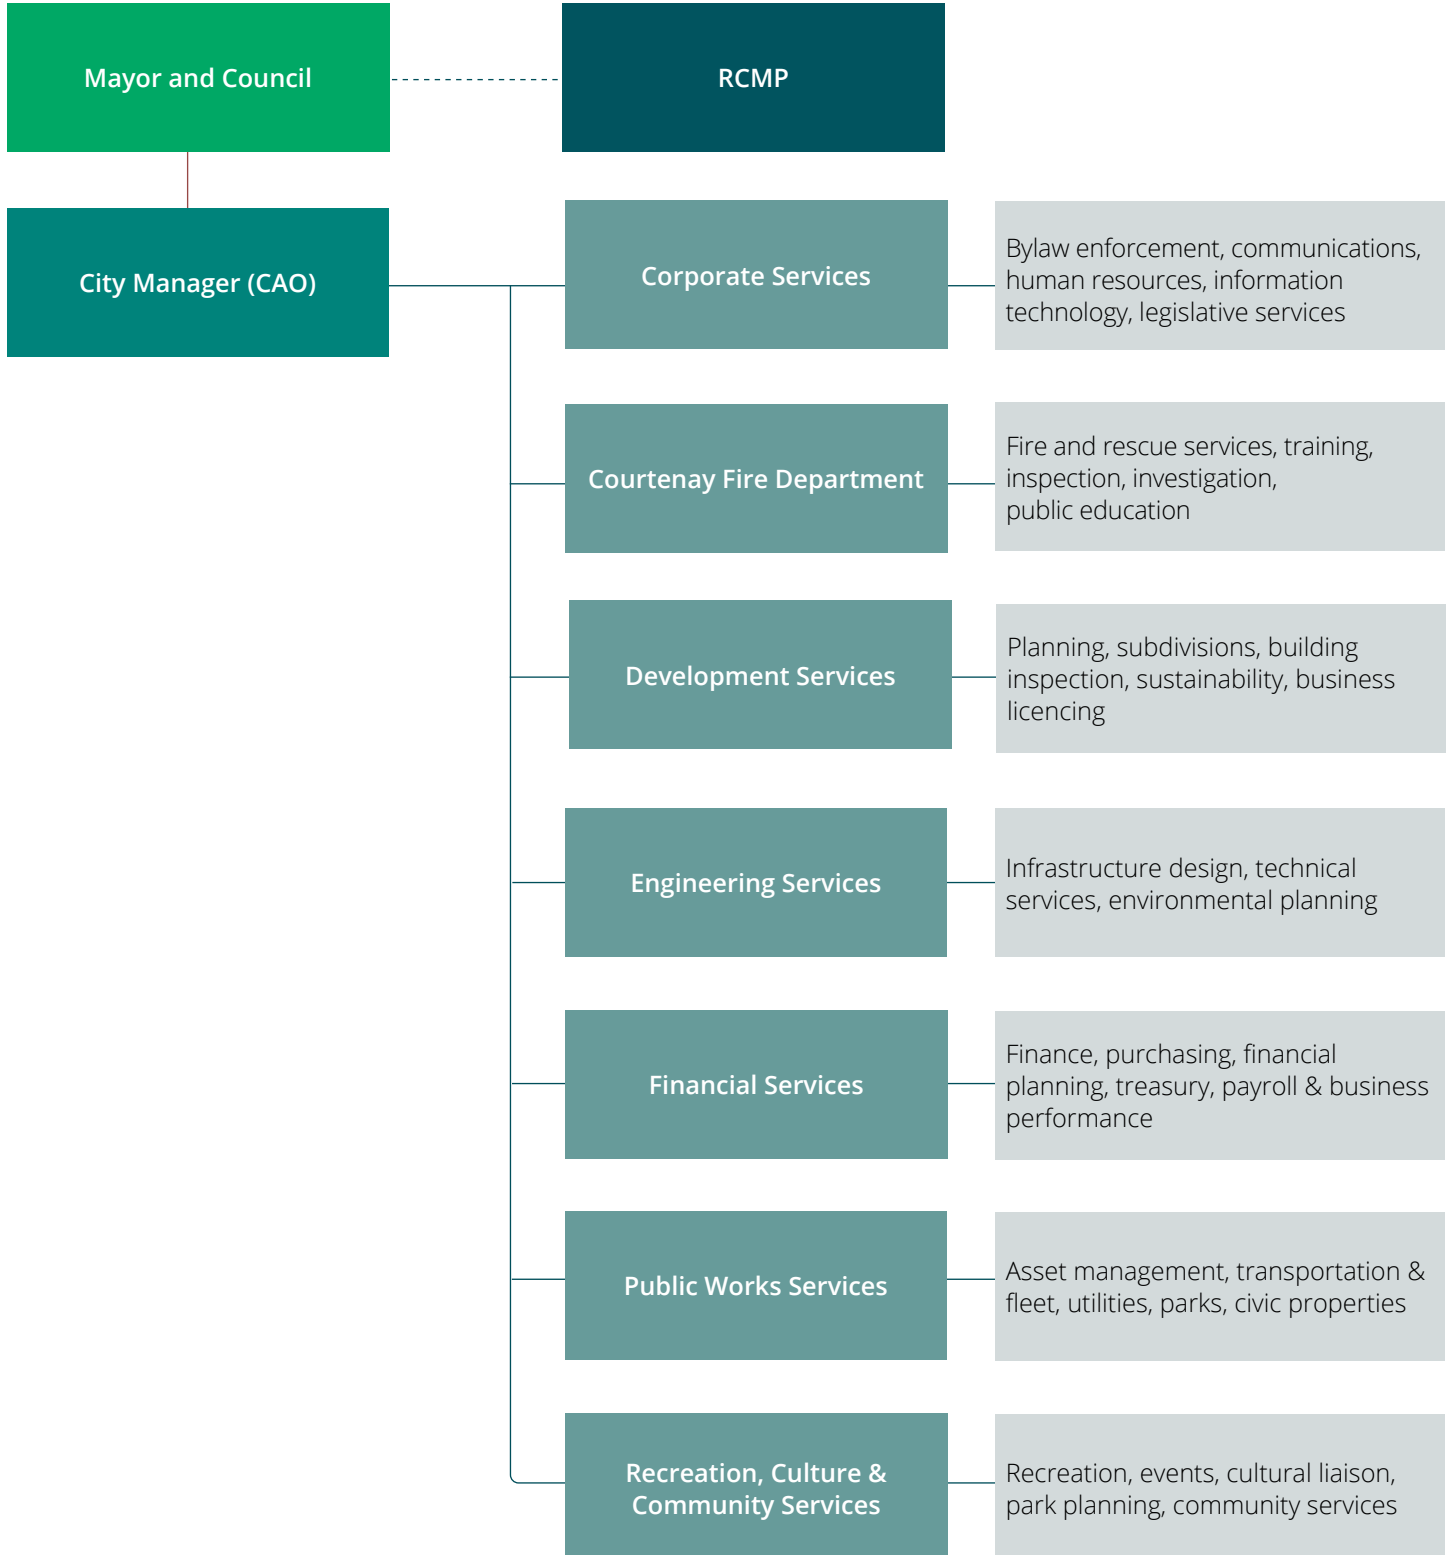 Mayor and Council
RCMP
City Manager (CAO)
Corporate Services
Bylaw enforcement, communications,
human resources, information
technology, legislative services
Courtenay Fire Department
Fire and rescue services, training,
inspection, investigation,
public education
Development Services
Planning, subdivisions, building
inspection, sustainability, business
licencing
Engineering Services
Infrastructure design, technical
services, environmental planning
Financial Services
Finance, purchasing, financial
planning, treasury, payroll & business
performance
Public Works Services
Asset management, transportation &
fleet, utilities, parks, civic properties
Recreation, Culture &
Community Services
Recreation, events, cultural liaison,
park planning, community services